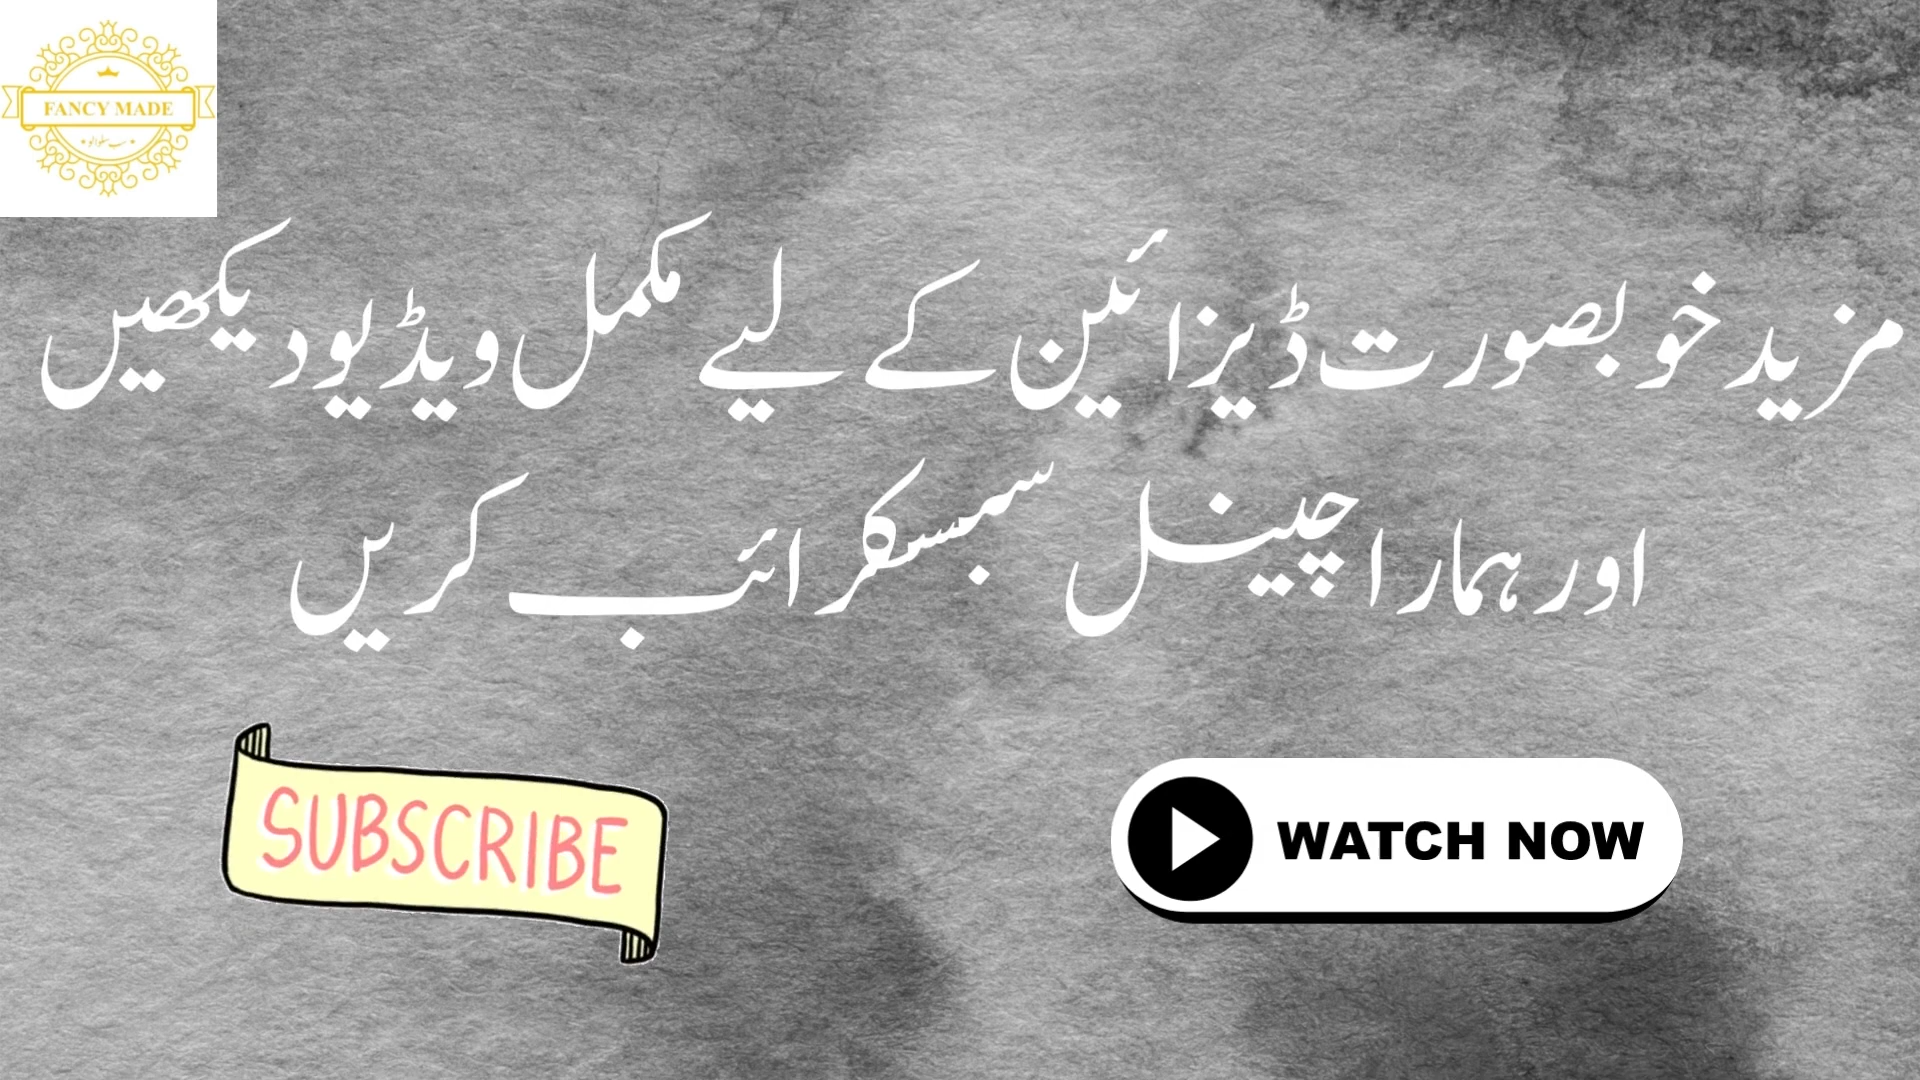 FANCY MADE
مزید خوبصورت ڈیزائین کے لیے مکمل ویڈیو دیکھیں
اور ہمارا چینل سبسکرائب کریں
SUBSCRIBE
WATCH NOW